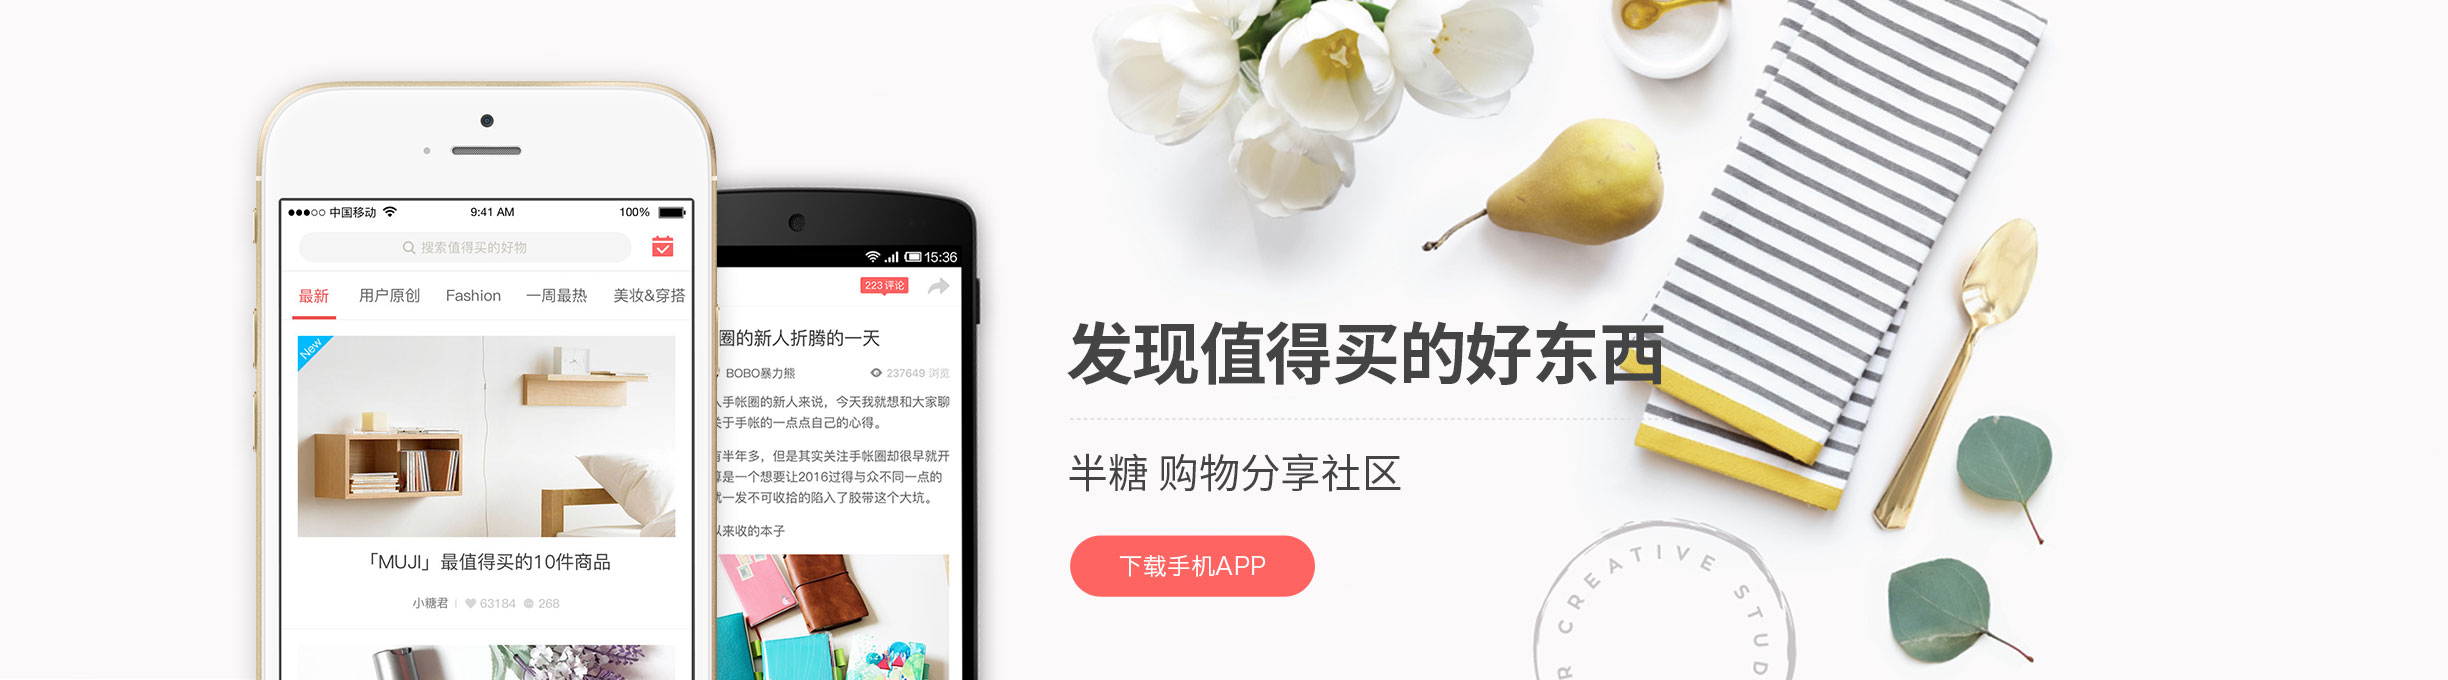 中国移动
9:41 AM
100%
搜索值得买的好物
最新 用户原创 Fashion 一周最热 美妆&穿搭
New
「MUJI」最值得买的10件商品
小糖君 | 63184 268
15:36
223 评论
圈的新人折腾的一天
BOBO暴力熊 237649 浏览
手帐圈的新人来说，今天我就想和大家聊
关于手帐的一点点自己的心得。
有半年多，但是其实关注手帐圈却很早就开
是一个想要让2016过得与众不同一点的
一发不可收拾的陷入了胶带这个大坑。
以来收的本子
发现值得买的好东西
半糖 购物分享社区
下载手机APP
R CREATIVE STUD